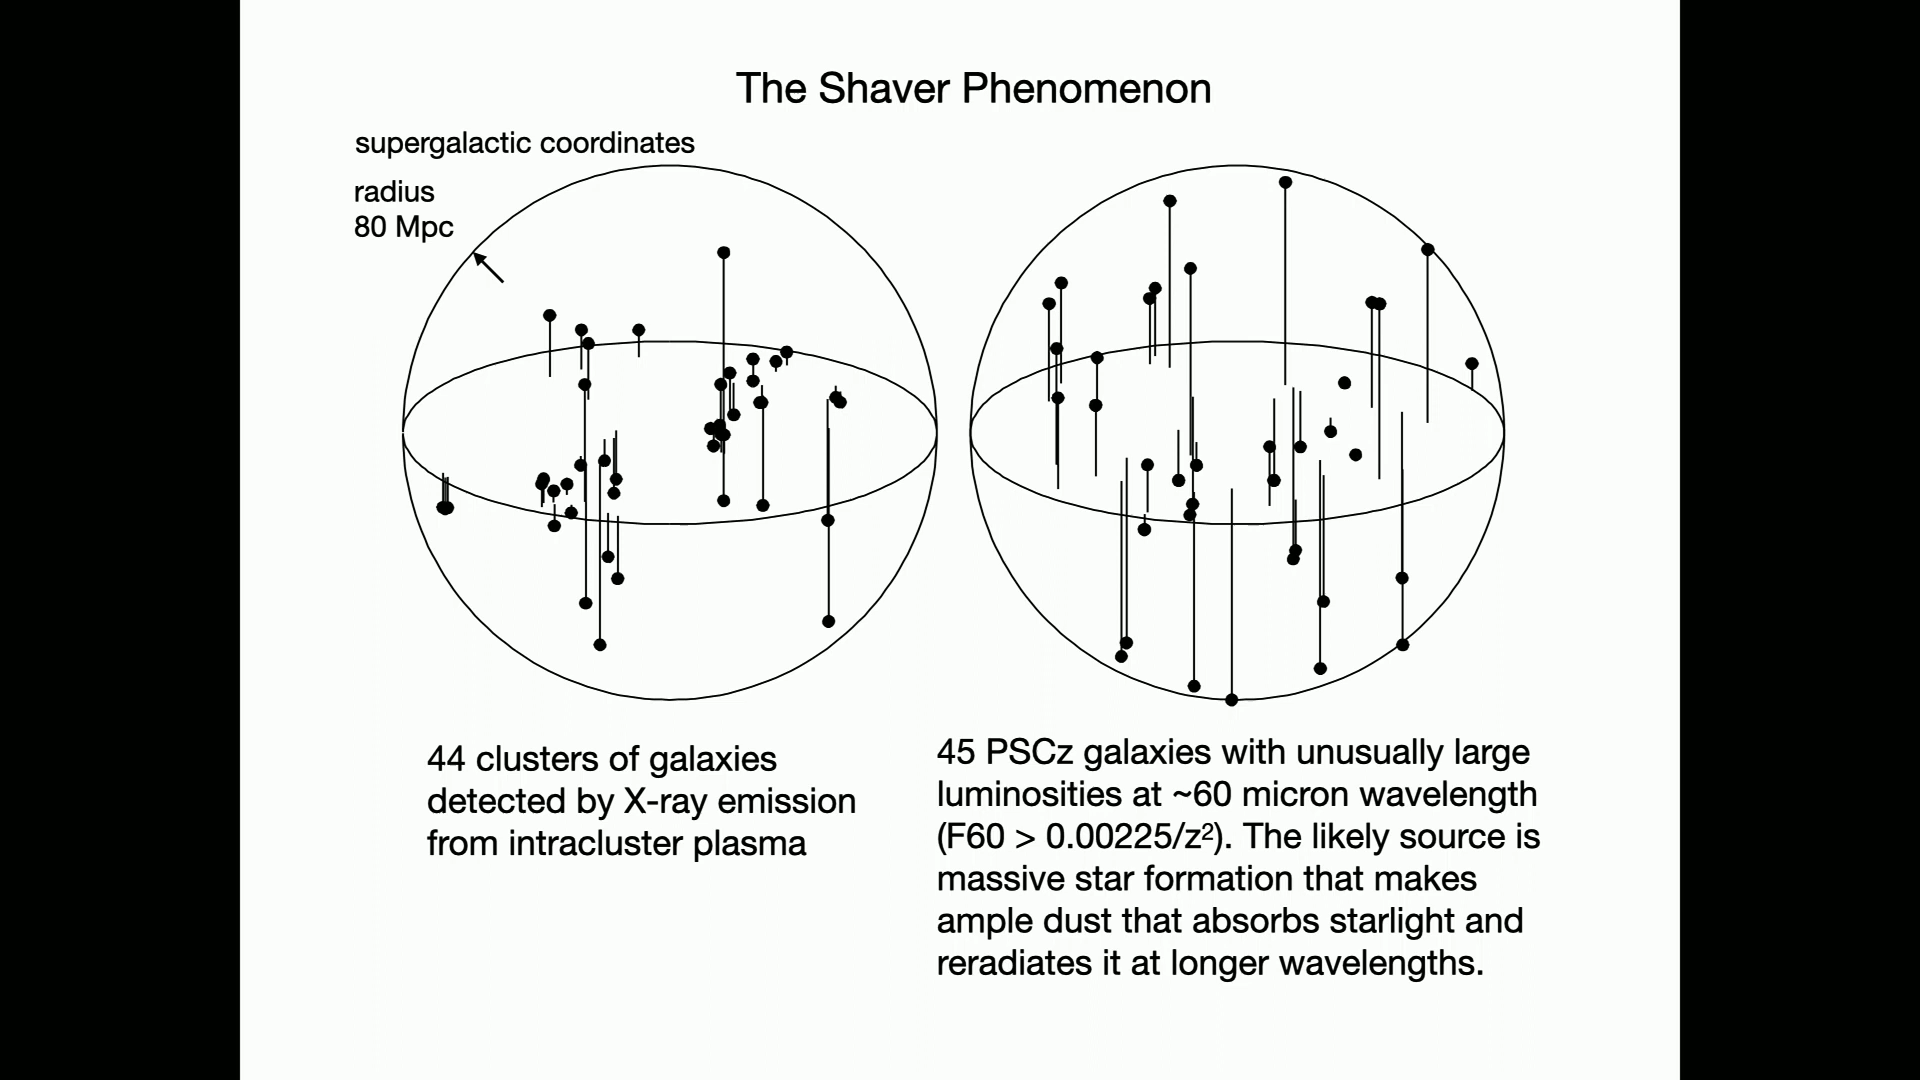 The Shaver Phenomenon
supergalactic coordinates
radius
80 Mpc
44 clusters of galaxies
detected by X-ray emission
from intracluster plasma
45 PSCz galaxies with unusually large
luminosities at ~60 micron wavelength
(F60 > 0.00225/z²). The likely source is
massive star formation that makes
ample dust that absorbs starlight and
reradiates it at longer wavelengths.